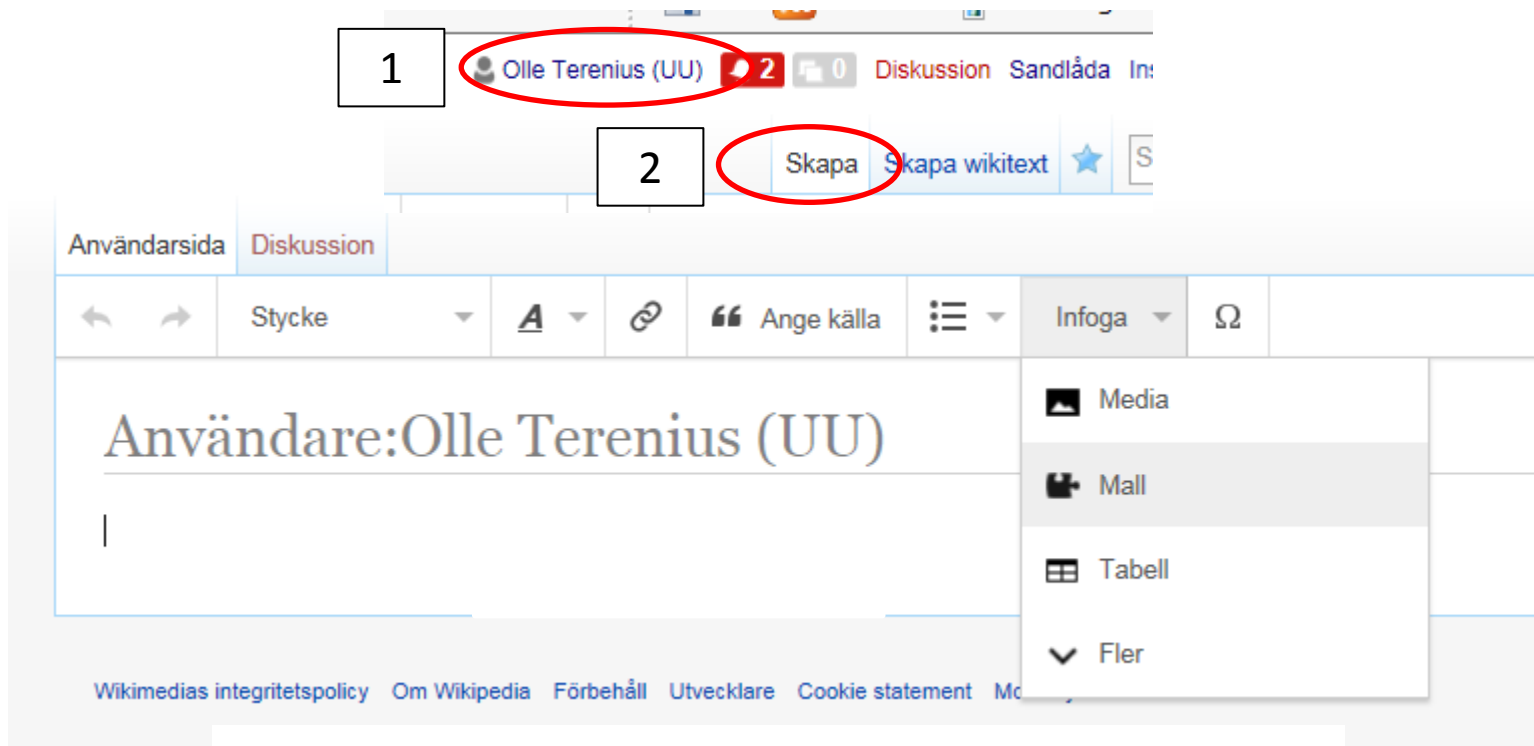 1
Olle Terenius (UU) 2 0 Diskussion Sandlåda
2
Skapa Skapa wikitext S
Användarsida Diskussion
Stycke A Ange källa Infoga Ω
Användare:Olle Terenius (UU)
Media
Mall
Tabell
Fler
Wikimedias integritetspolicy Om Wikipedia Förbehåll Utvecklare Cookie statement